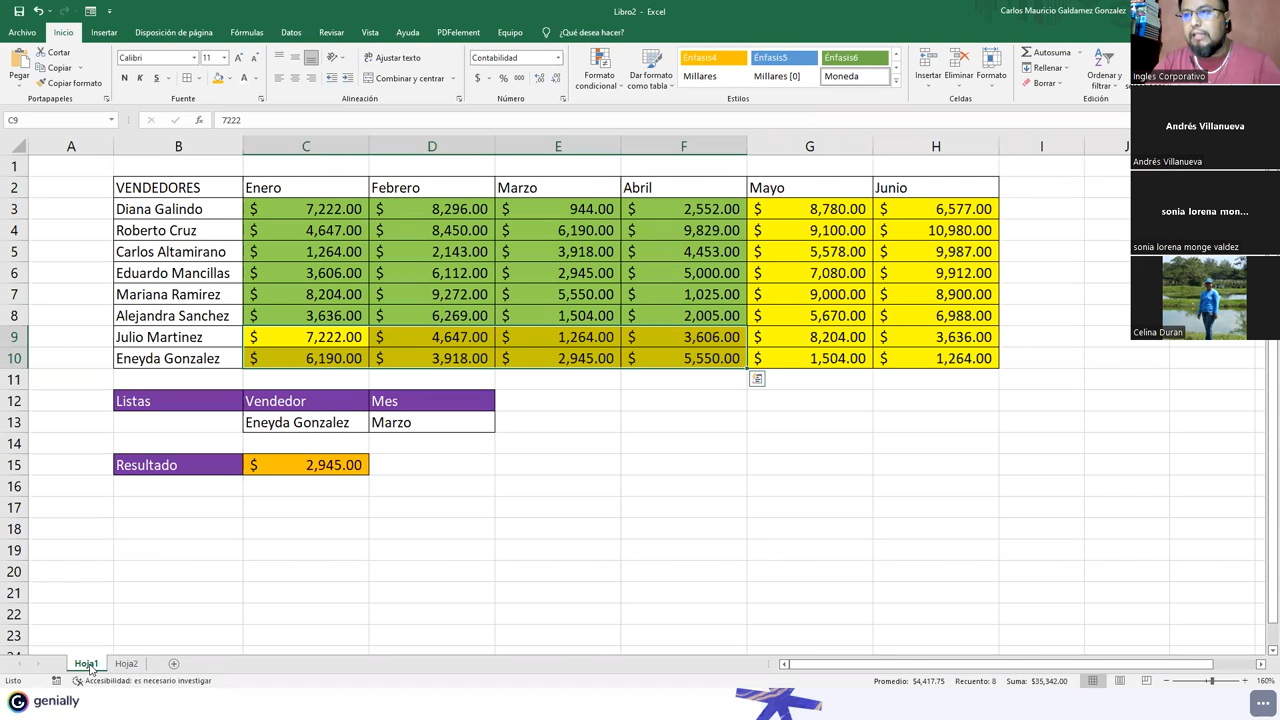 Libro2 - Excel
Carlos Mauricio Galdamez Gonzalez
Archivo Inicio Insertar Disposición de página Fórmulas Datos Revisar Vista Ayuda PDFelement Equipo ¿Qué desea hacer?
Pegar
Cortar
Copiar
Copiar formato
Portapapeles
Calibri 11
N K S
Fuente
Ajustar texto
Combinar y centrar
Alineación
Contabilidad
$ % 000
Número
Formato condicional
Dar formato como tabla
Énfasis4 Énfasis5 Énfasis6
Millares Millares [0] Moneda
Estilos
Insertar Eliminar Formato
Celdas
Autosuma
Rellenar
Borrar
Ordenar y filtrar
Edición
Ingles Corporativo
Andrés Villanueva
Andrés Villanueva
sonia lorena mon...
sonia lorena monge valdez
Celina Duran
C9 fx 7222
A B C D E F G H I J
1
2 VENDEDORES Enero Febrero Marzo Abril Mayo Junio
3 Diana Galindo $ 7,222.00 $ 8,296.00 $ 944.00 $ 2,552.00 $ 8,780.00 $ 6,577.00
4 Roberto Cruz $ 4,647.00 $ 8,450.00 $ 6,190.00 $ 9,829.00 $ 9,100.00 $ 10,980.00
5 Carlos Altamirano $ 1,264.00 $ 2,143.00 $ 3,918.00 $ 4,453.00 $ 5,578.00 $ 9,987.00
6 Eduardo Mancillas $ 3,606.00 $ 6,112.00 $ 2,945.00 $ 5,000.00 $ 7,080.00 $ 9,912.00
7 Mariana Ramirez $ 8,204.00 $ 9,272.00 $ 5,550.00 $ 1,025.00 $ 9,000.00 $ 8,900.00
8 Alejandra Sanchez $ 3,636.00 $ 6,269.00 $ 1,504.00 $ 2,005.00 $ 5,670.00 $ 6,988.00
9 Julio Martinez $ 7,222.00 $ 4,647.00 $ 1,264.00 $ 3,606.00 $ 8,204.00 $ 3,636.00
10 Eneyda Gonzalez $ 6,190.00 $ 3,918.00 $ 2,945.00 $ 5,550.00 $ 1,504.00 $ 1,264.00
11
12 Listas Vendedor Mes
13 Eneyda Gonzalez Marzo
14
15 Resultado $ 2,945.00
16
17
18
19
20
21
22
23
Hoja1 Hoja2
Listo Accesibilidad: es necesario investigar Promedio: $4,417.75 Recuento: 8 Suma: $35,342.00 160%
genially